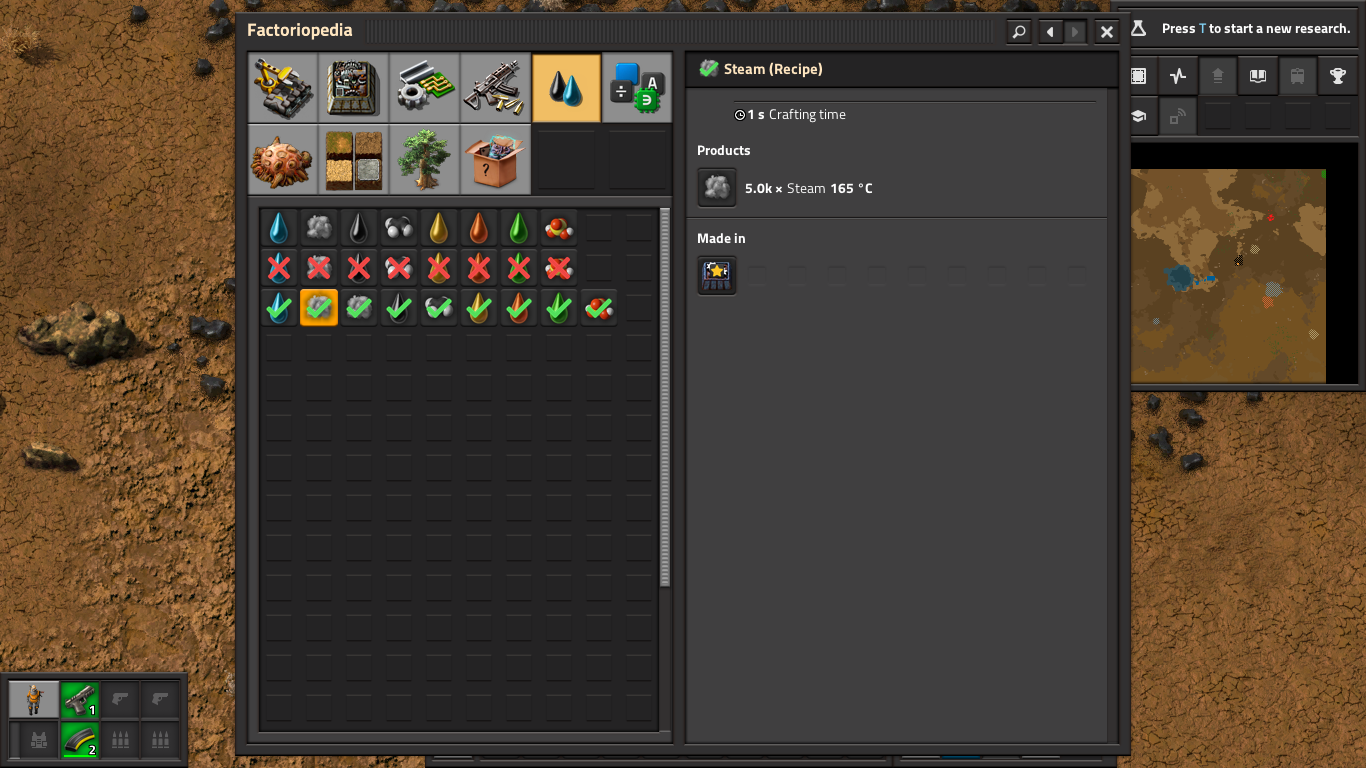 Factoriopedia
Press T to start a new research.
A
?
Steam (Recipe)
1 s Crafting time
Products
5.0k × Steam 165 °C
Made in
1
2